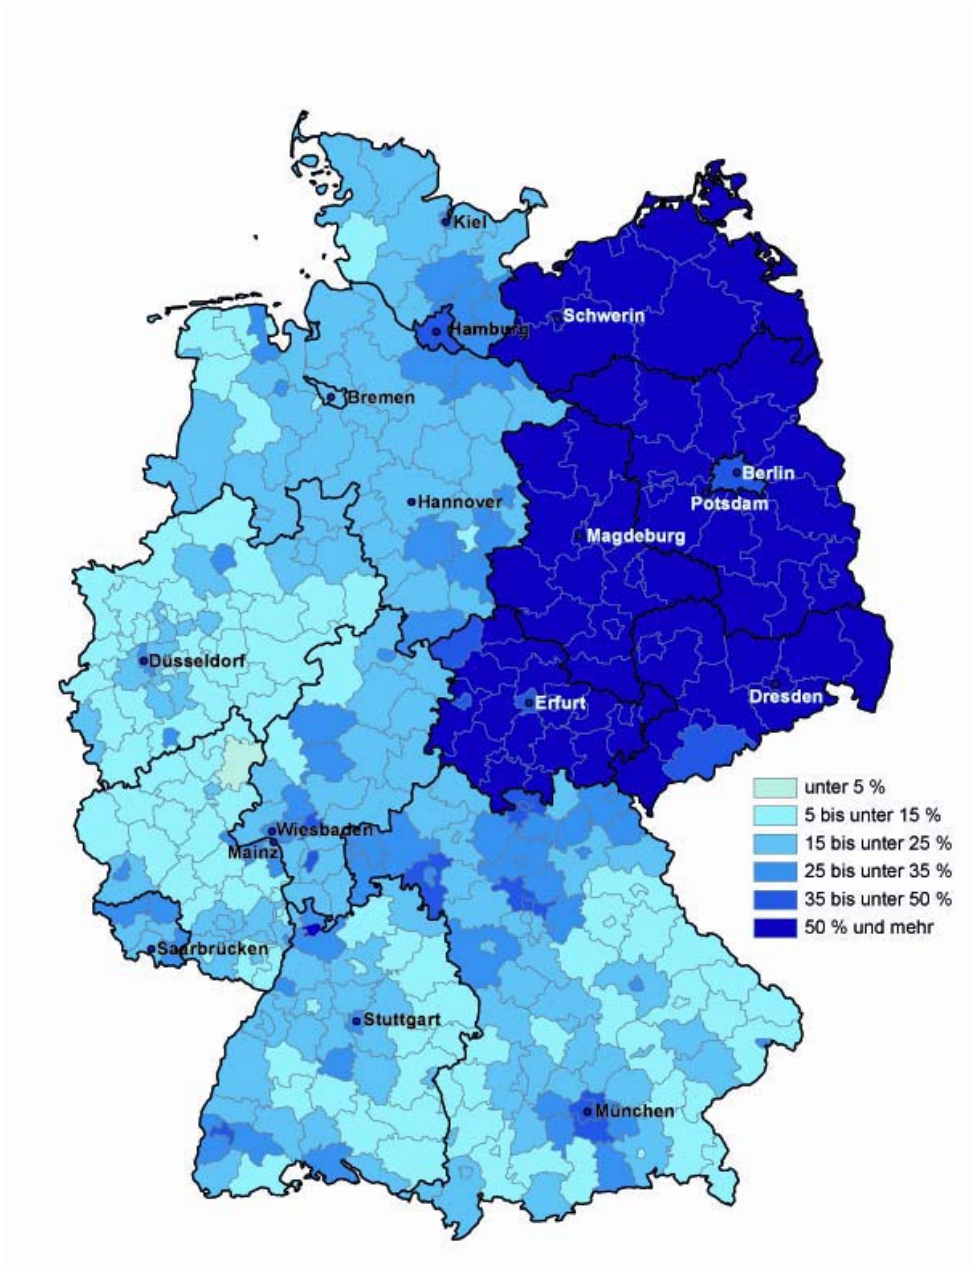 Kiel
Schwerin
Hamburg
Bremen
Berlin
Hannover
Potsdam
Magdeburg
Düsseldorf
Dresden
Erfurt
unter 5 %
5 bis unter 15 %
Wiesbaden
15 bis unter 25 %
Mainz
25 bis unter 35 %
35 bis unter 50 %
50 % und mehr
Saarbrücken
Stuttgart
München